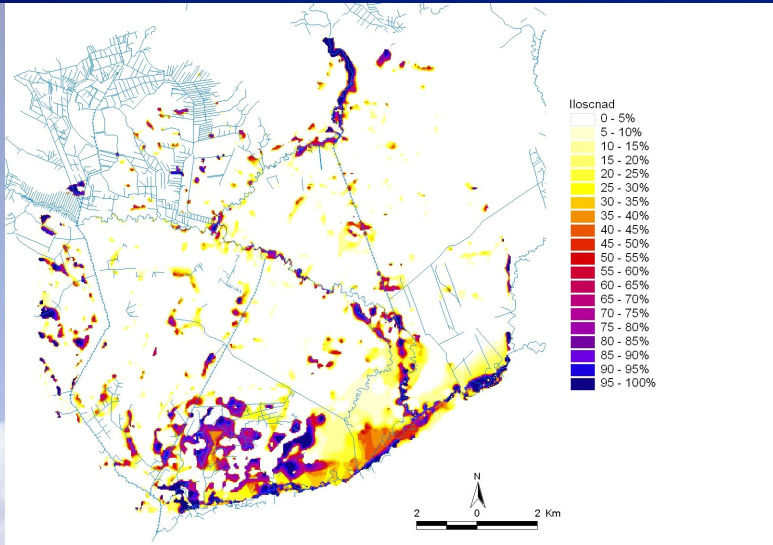 Iloscnad
0 - 5%
5 - 10%
10 - 15%
15 - 20%
20 - 25%
25 - 30%
30 - 35%
35 - 40%
40 - 45%
45 - 50%
50 - 55%
55 - 60%
60 - 65%
65 - 70%
70 - 75%
75 - 80%
80 - 85%
85 - 90%
90 - 95%
95 - 100%
N
2 0 2 Km